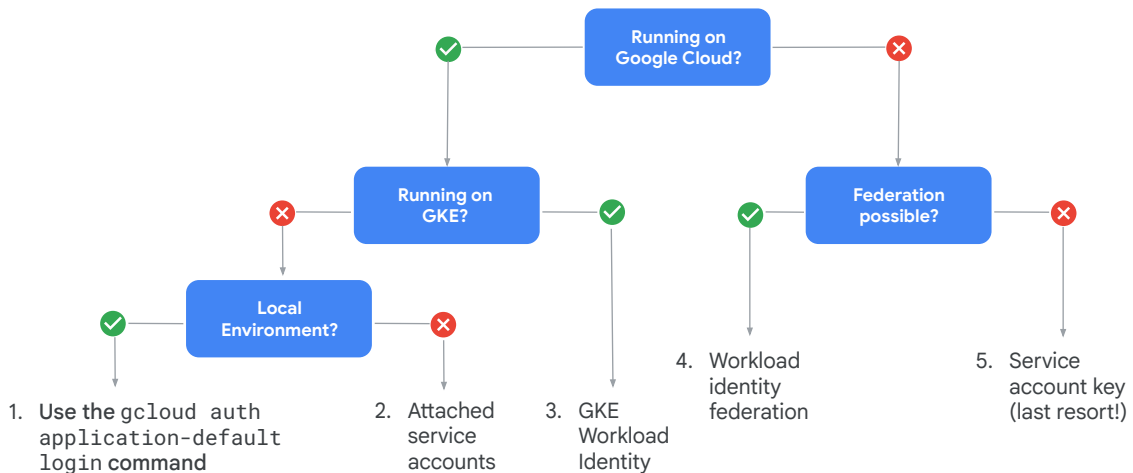 Running on
Google Cloud?
Running on
GKE?
Federation
possible?
Local
Environment?
1. Use the gcloud auth
application-default
login command
2. Attached
service
accounts
3. GKE
Workload
Identity
4. Workload
identity
federation
5. Service
account key
(last resort!)